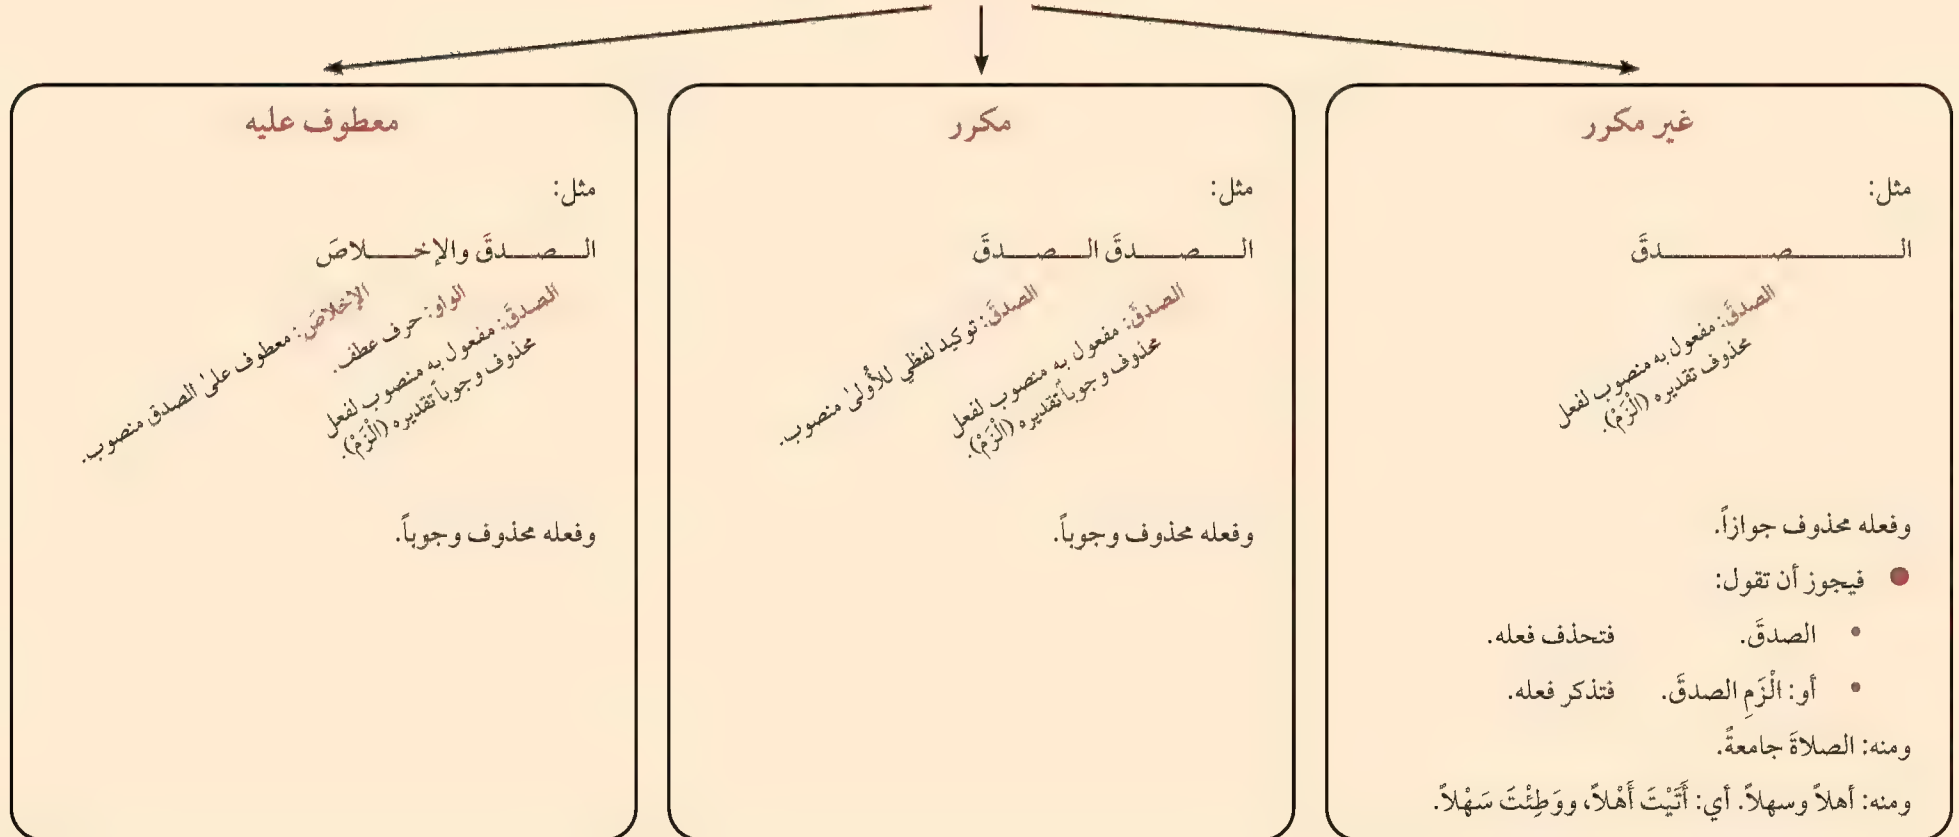 غير مكرر
مثل:
الصدقَ
الصدقَ: مفعول به منصوب لفعل
محذوف تقديره (الْزَمْ).
وفعله محذوف جوازاً.
فيجوز أن تقول:
الصدقَ. فتحذف فعله.
أو: الْزَمِ الصدقَ. فتذكر فعله.
ومنه: الصلاةَ جامعةً.
ومنه: أهلاً وسهلاً. أي: أَتَيْتَ أَهْلاً، ووَطِئْتَ سَهْلاً.
مكرر
مثل:
الصدقَ الصدقَ
الصدقَ: مفعول به منصوب لفعل
محذوف وجوباً تقديره (الْزَمْ).
الصدقَ: توكيد لفظي للأُولىٰ منصوب.
وفعله محذوف وجوباً.
معطوف عليه
مثل:
الصدقَ والإخلاصَ
الصدقَ: مفعول به منصوب لفعل
محذوف وجوباً تقديره (الْزَمْ).
الواو: حرف عطف.
الإخلاصَ: معطوف علىٰ الصدق منصوب.
وفعله محذوف وجوباً.